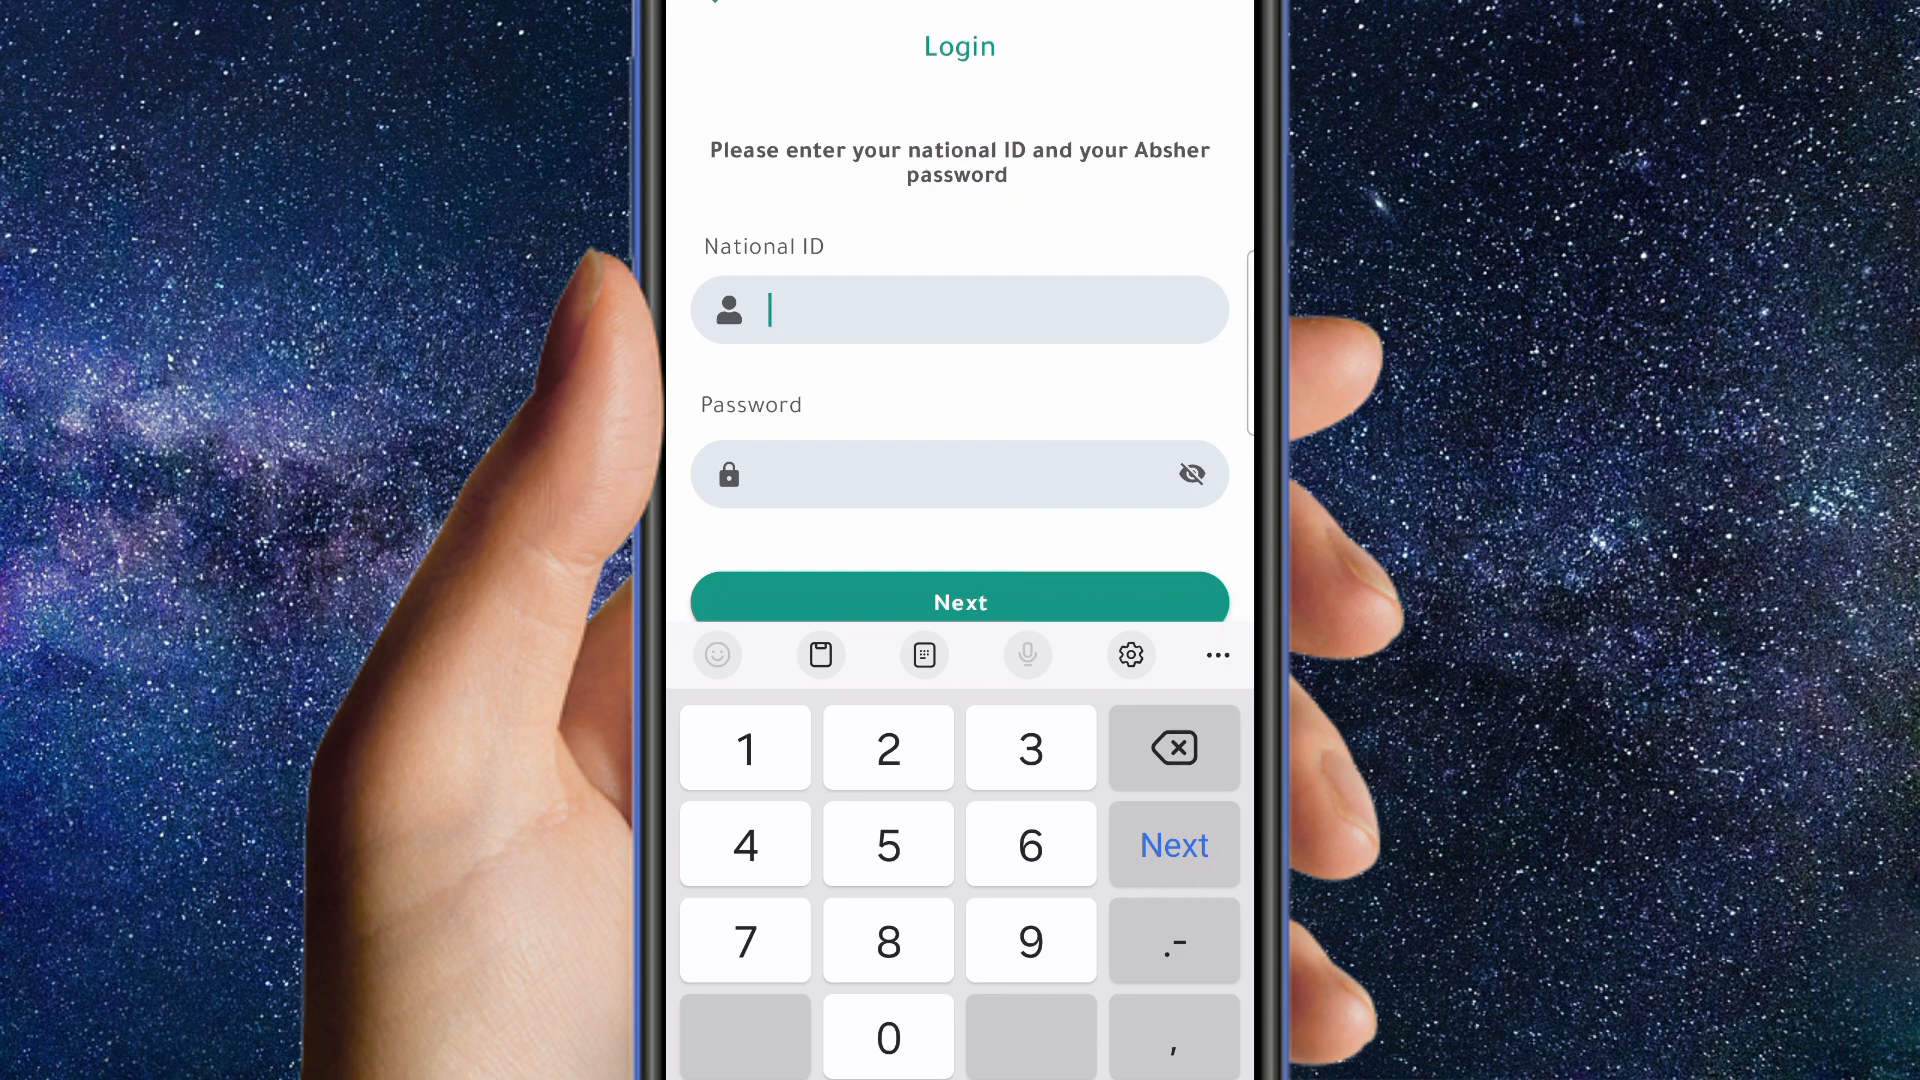 Login
Please enter your national ID and your Absher
password
National ID
Password
Next
1 2 3
4 5 6 Next
7 8 9 .-
0 ,